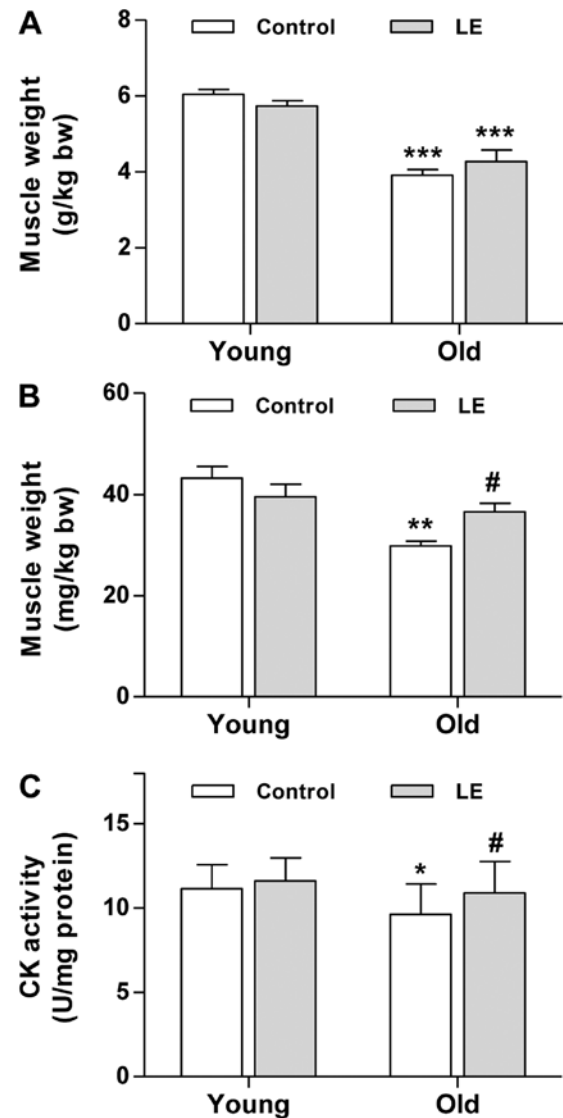 A
Control LE
Muscle weight
(g/kg bw)
8
6
4
2
0
***
***
Young Old
B
Control LE
Muscle weight
(mg/kg bw)
60
40
20
0
**
#
Young Old
C
Control LE
CK activity
(U/mg protein)
15
10
5
0
*
#
Young Old